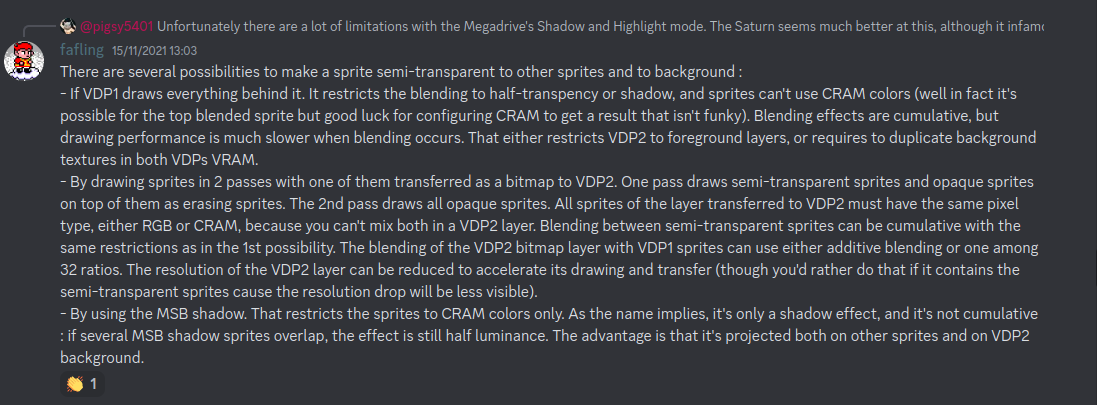 @pigsy5401 Unfortunately there are a lot of limitations with the Megadrive's Shadow and Highlight mode. The Saturn seems much better at this, although it infamo
fafling 15/11/2021 13:03
There are several possibilities to make a sprite semi-transparent to other sprites and to background :
- If VDP1 draws everything behind it. It restricts the blending to half-transpency or shadow, and sprites can't use CRAM colors (well in fact it's
possible for the top blended sprite but good luck for configuring CRAM to get a result that isn't funky). Blending effects are cumulative, but
drawing performance is much slower when blending occurs. That either restricts VDP2 to foreground layers, or requires to duplicate background
textures in both VDPs VRAM.
- By drawing sprites in 2 passes with one of them transferred as a bitmap to VDP2. One pass draws semi-transparent sprites and opaque sprites
on top of them as erasing sprites. The 2nd pass draws all opaque sprites. All sprites of the layer transferred to VDP2 must have the same pixel
type, either RGB or CRAM, because you can't mix both in a VDP2 layer. Blending between semi-transparent sprites can be cumulative with the
same restrictions as in the 1st possibility. The blending of the VDP2 bitmap layer with VDP1 sprites can use either additive blending or one among
32 ratios. The resolution of the VDP2 layer can be reduced to accelerate its drawing and transfer (though you'd rather do that if it contains the
semi-transparent sprites cause the resolution drop will be less visible).
- By using the MSB shadow. That restricts the sprites to CRAM colors only. As the name implies, it's only a shadow effect, and it's not cumulative
: if several MSB shadow sprites overlap, the effect is still half luminance. The advantage is that it's projected both on other sprites and on VDP2
background.
1